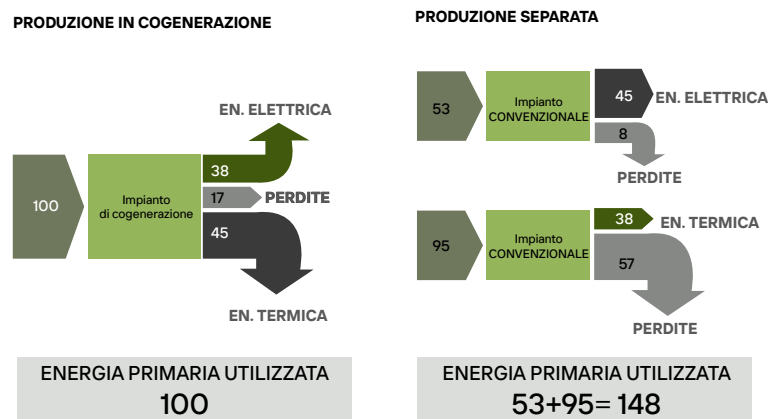 PRODUZIONE IN COGENERAZIONE
EN. ELETTRICA
100
Impianto
di cogenerazione
38
17
PERDITE
45
EN. TERMICA
ENERGIA PRIMARIA UTILIZZATA
100
PRODUZIONE SEPARATA
53
Impianto
CONVENZIONALE
45
EN. ELETTRICA
8
PERDITE
95
Impianto
CONVENZIONALE
38
EN. TERMICA
57
PERDITE
ENERGIA PRIMARIA UTILIZZATA
53+95= 148